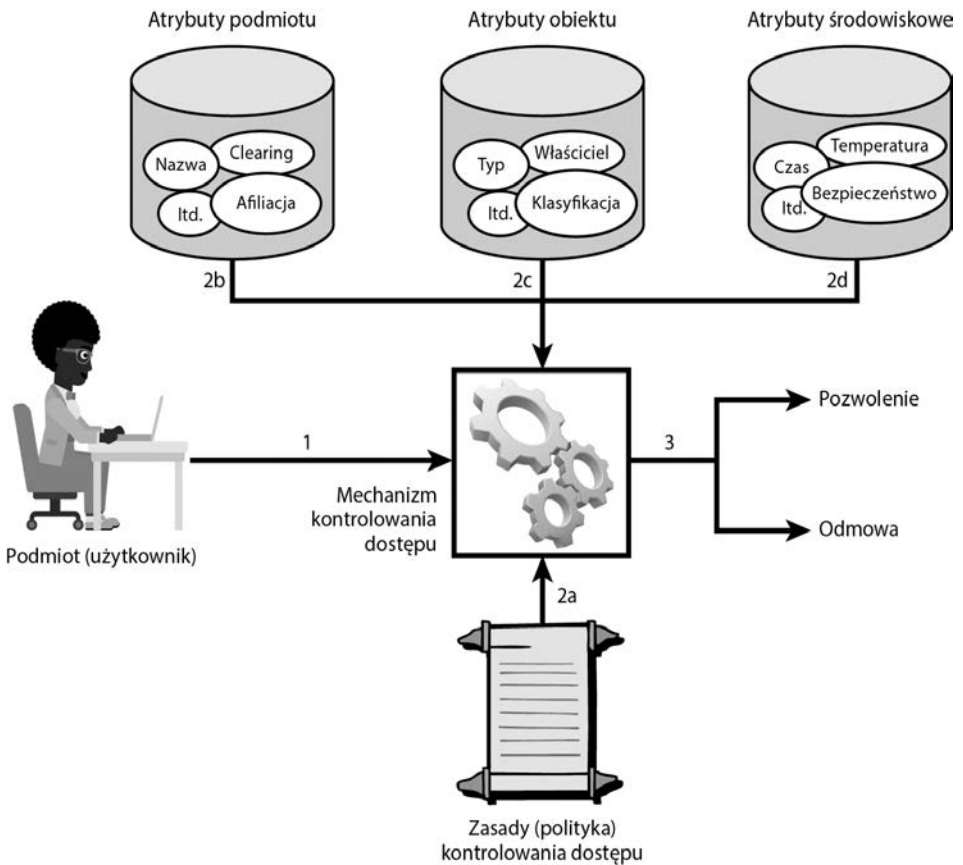 Atrybuty podmiotu
Atrybuty obiektu
Atrybuty środowiskowe
Nazwa
Clearing
Itd.
Afiliacja
Typ
Właściciel
Itd.
Klasyfikacja
Czas
Temperatura
Itd.
Bezpieczeństwo
2b
2c
2d
1
3
Pozwolenie
Odmowa
Mechanizm
kontrolowania
dostępu
Podmiot (użytkownik)
2a
Zasady (polityka)
kontrolowania dostępu